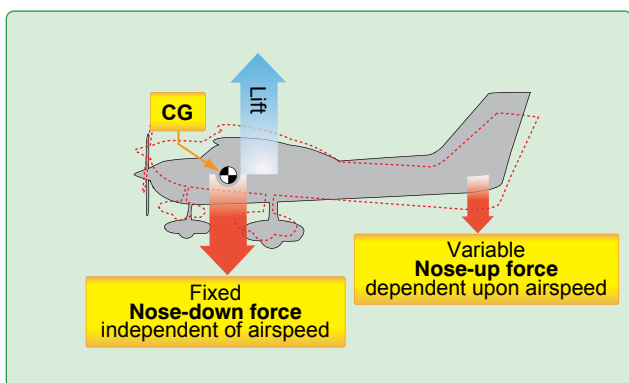 Lift
CG
Fixed
Nose-down force
independent of airspeed
Variable
Nose-up force
dependent upon airspeed